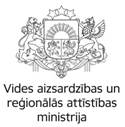 Vides aizsardzības un
reģionālās attīstības
ministrija